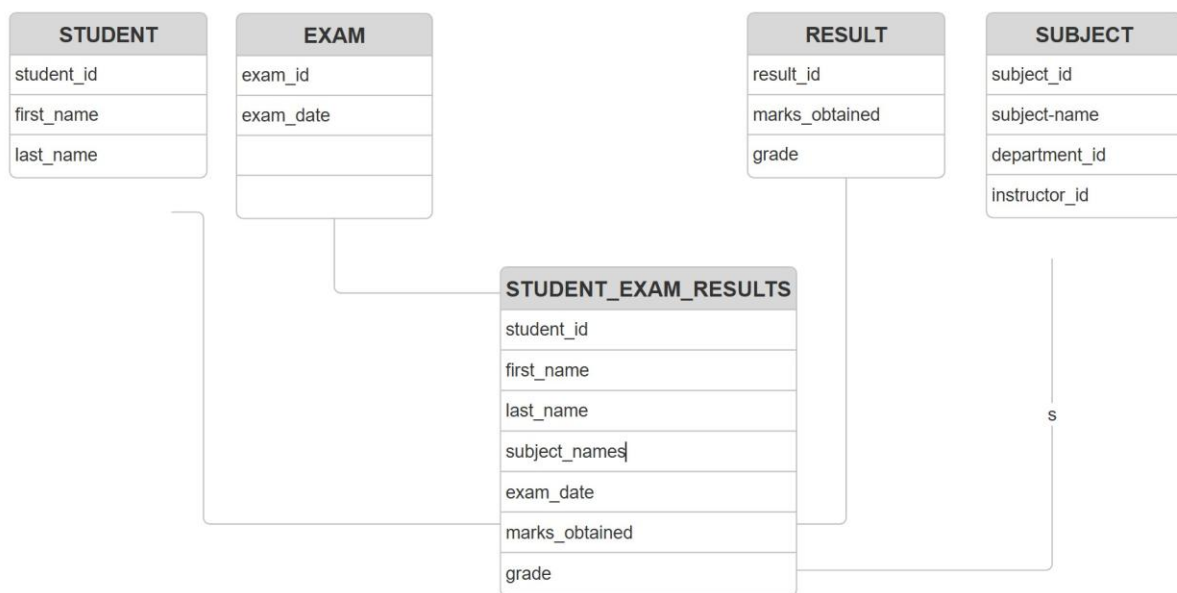 STUDENT
student_id
first_name
last_name
EXAM
exam_id
exam_date
RESULT
result_id
marks_obtained
grade
SUBJECT
subject_id
subject-name
department_id
instructor_id
STUDENT_EXAM_RESULTS
student_id
first_name
last_name
subject_names
exam_date
marks_obtained
grade
s